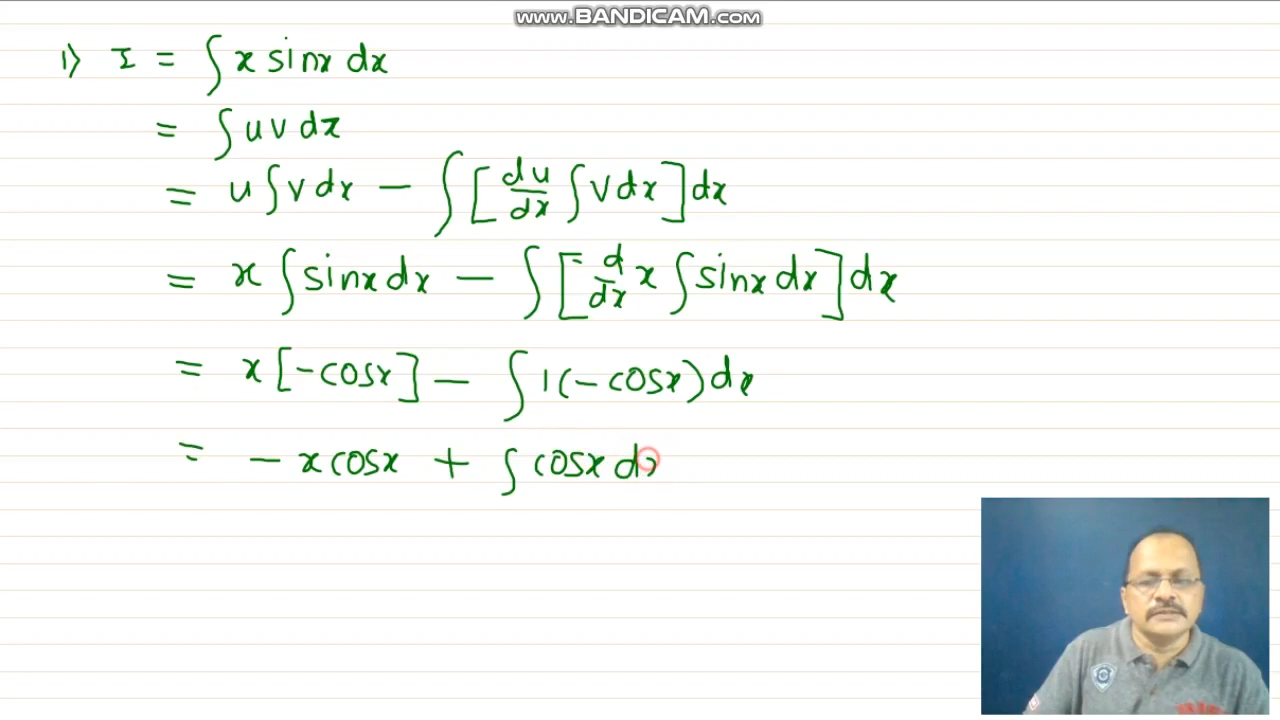 www.BANDICAM.com
1) I = ∫ x sinx dx
= ∫ uv dx
= u ∫ v dx − ∫ [ du/dx ∫ v dx ] dx
= x ∫ sinx dx − ∫ [ d/dx x ∫ sinx dx ] dx
= x [ −cosx ] − ∫ 1 (−cosx) dx
= − x cosx + ∫ cosx dx